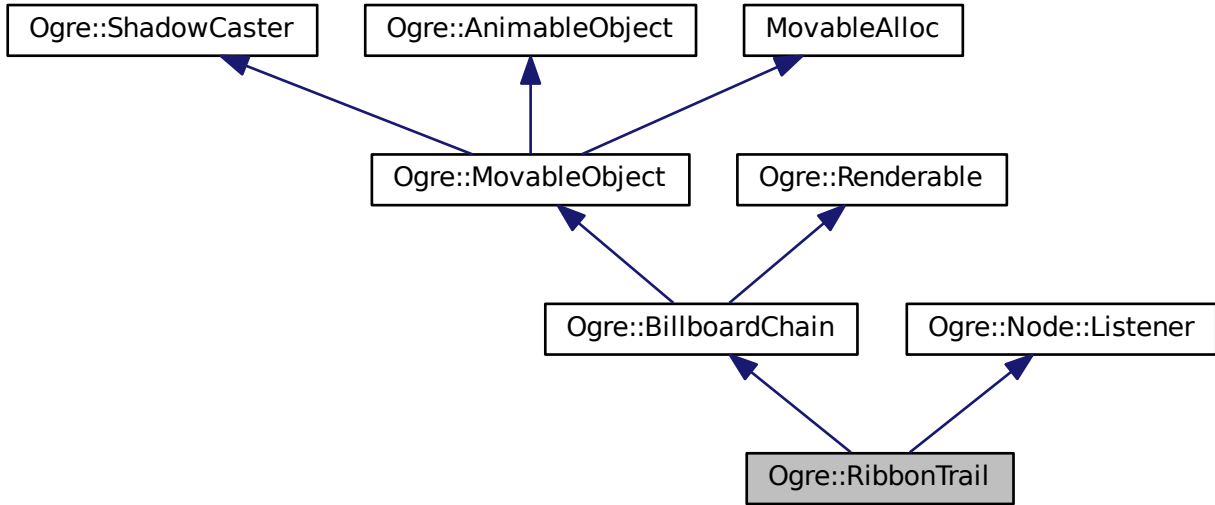 Ogre::ShadowCaster
Ogre::AnimableObject
MovableAlloc
Ogre::MovableObject
Ogre::Renderable
Ogre::BillboardChain
Ogre::Node::Listener
Ogre::RibbonTrail